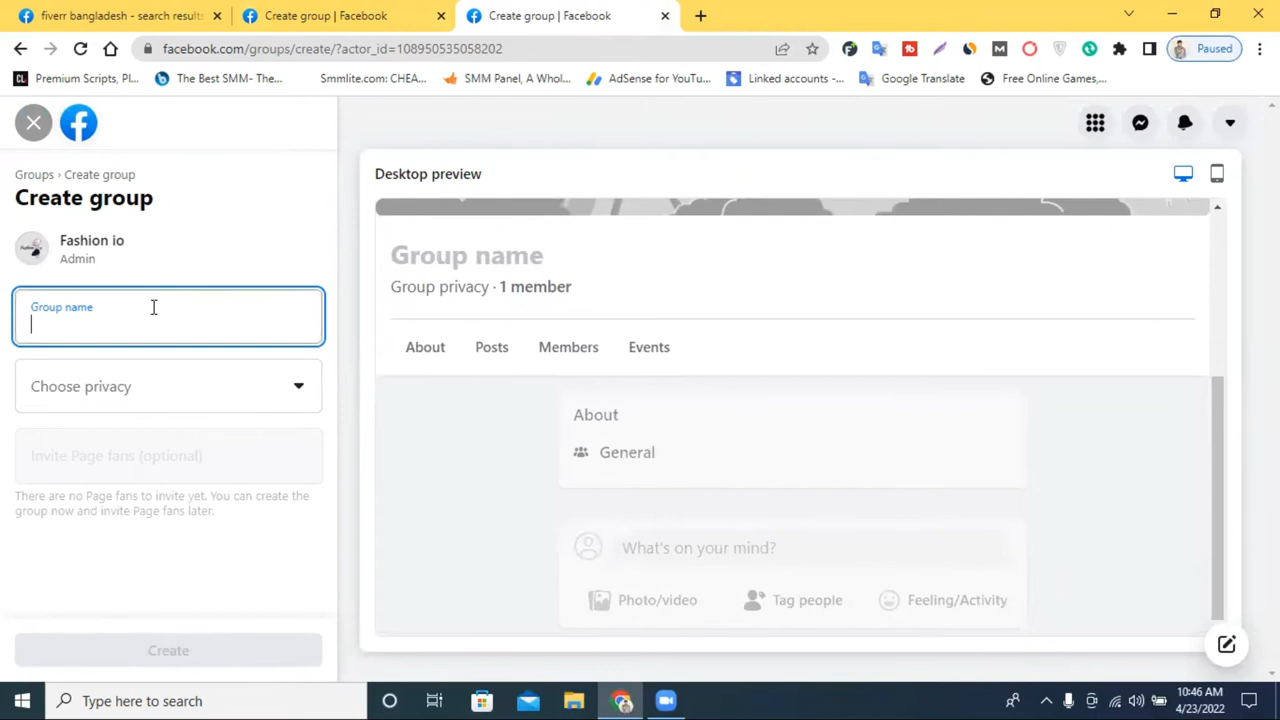 fiverr bangladesh - search results
Create group | Facebook
Create group | Facebook
facebook.com/groups/create/?actor_id=108950535058202
Paused
Premium Scripts, Pl...
The Best SMM- The...
Smmlite.com: CHEA...
SMM Panel, A Whol...
AdSense for YouTu...
Linked accounts -...
Google Translate
Free Online Games,...
Groups › Create group
Create group
Fashion io
Admin
Group name
Choose privacy
Invite Page fans (optional)
There are no Page fans to invite yet. You can create the
group now and invite Page fans later.
Create
Desktop preview
Group name
Group privacy · 1 member
About
Posts
Members
Events
About
General
What's on your mind?
Photo/video
Tag people
Feeling/Activity
Type here to search
10:46 AM
4/23/2022